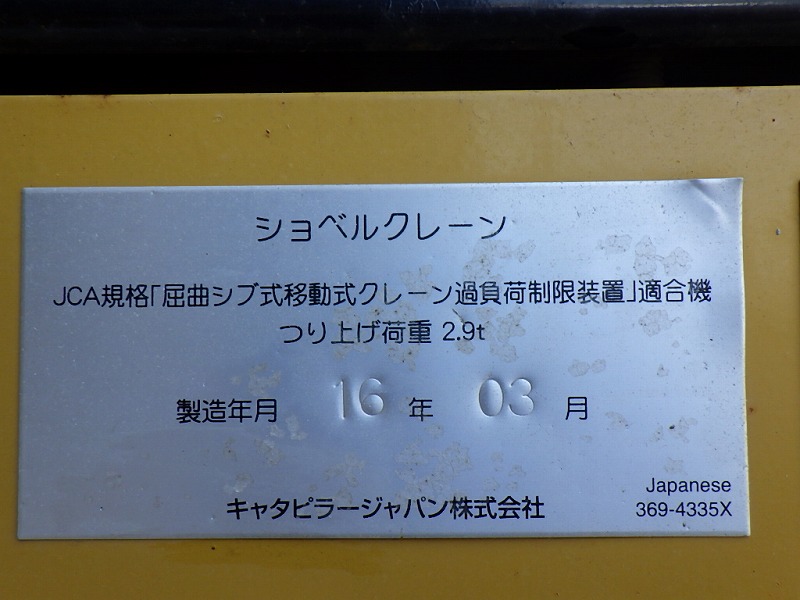 ショベルクレーン
JCA規格「屈曲シブ式移動式クレーン過負荷制限装置」適合機
つり上げ荷重 2.9t
製造年月 16 年 03 月
キャタピラージャパン株式会社
Japanese
369-4335X